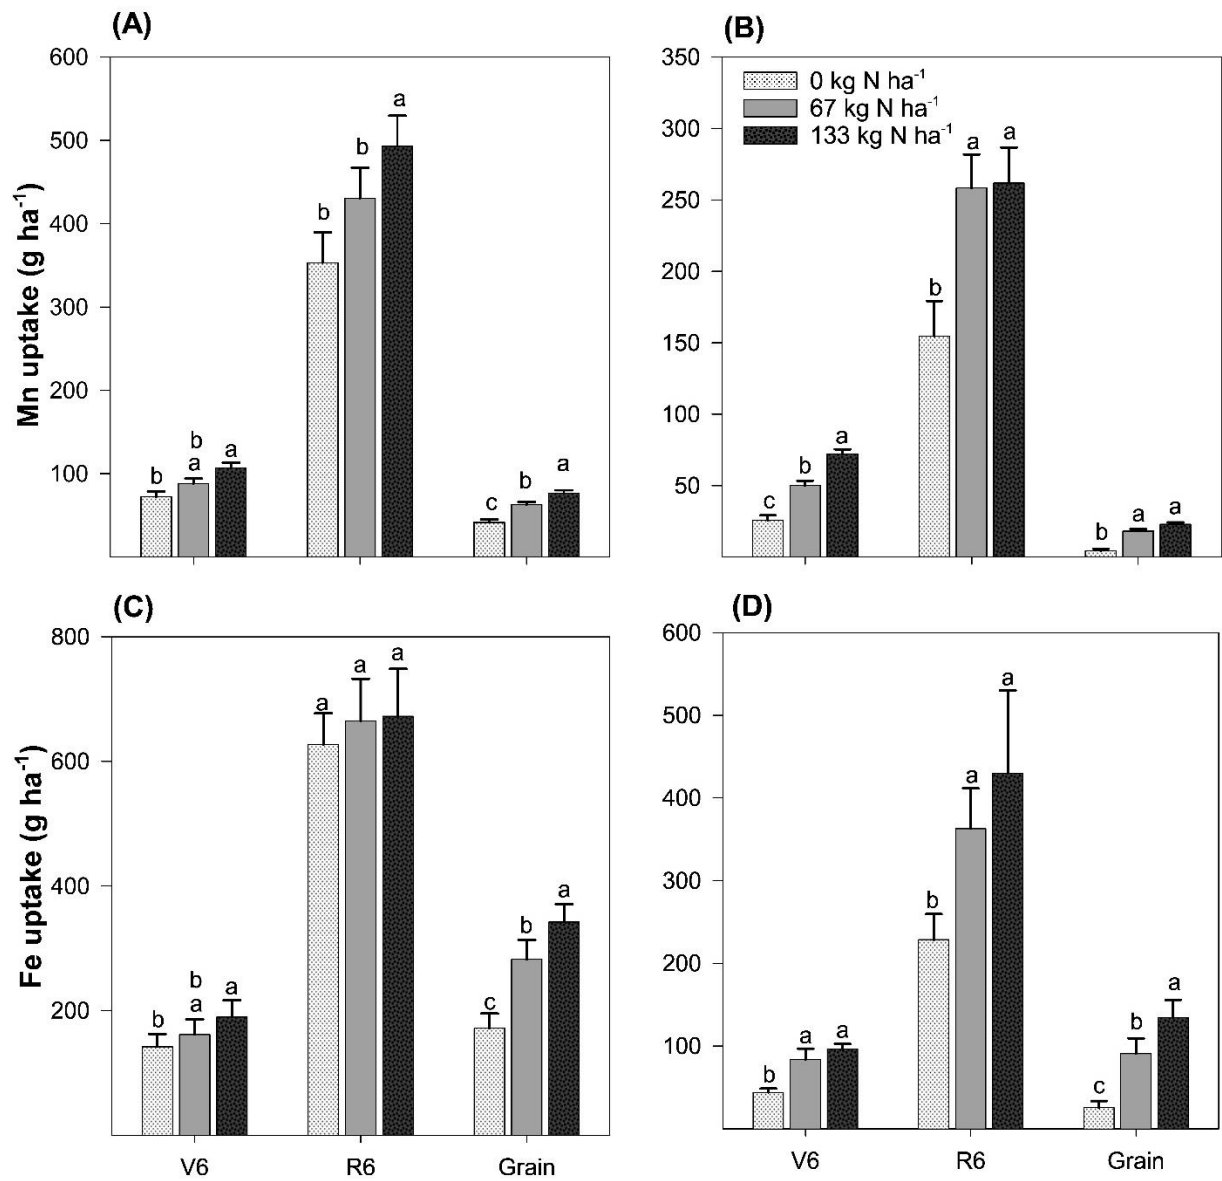 (A)
600
500
400
300
200
100
Mn uptake (g ha⁻¹)
b
b
a
a
b
b
a
c
b
a
(B)
350
300
250
200
150
100
50
0 kg N ha⁻¹
67 kg N ha⁻¹
133 kg N ha⁻¹
c
b
a
b
a
a
b
a
a
(C)
800
600
400
200
Fe uptake (g ha⁻¹)
b
b
a
a
a
a
a
c
b
a
V6
R6
Grain
(D)
600
500
400
300
200
100
b
a
a
b
a
a
c
b
a
V6
R6
Grain